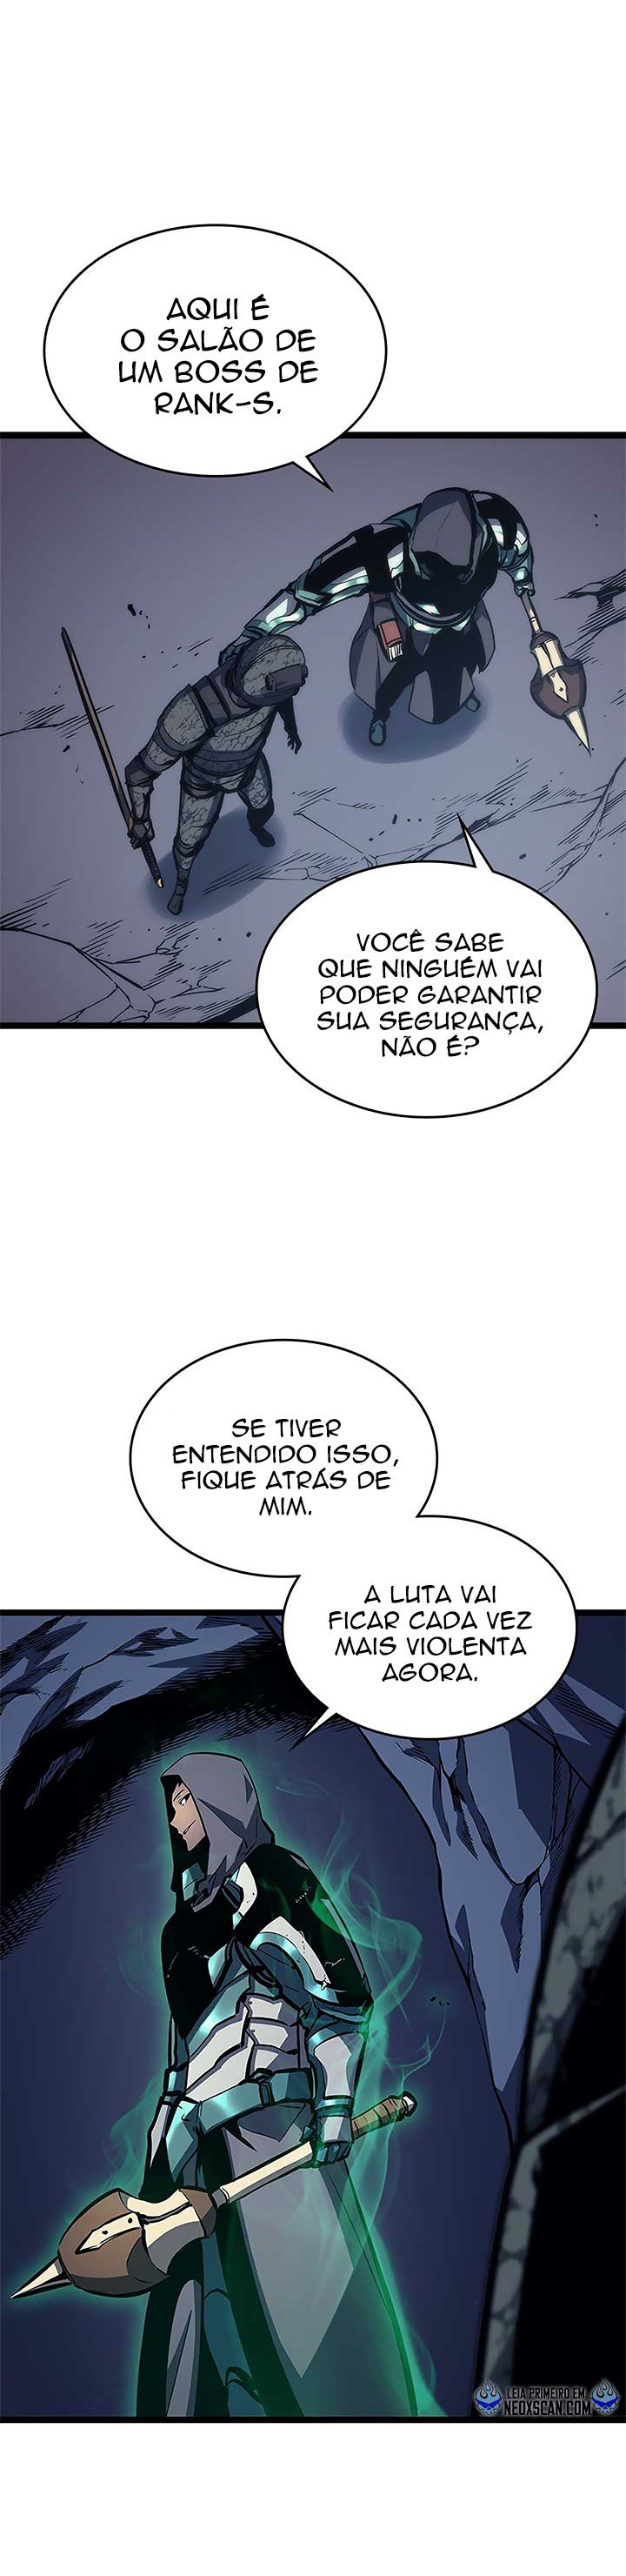 AQUI É
O SALÃO DE
UM BOSS DE
RANK-S.
VOCÊ SABE
QUE NINGUÉM VAI
PODER GARANTIR
SUA SEGURANÇA,
NÃO É?
SE TIVER
ENTENDIDO ISSO,
FIQUE ATRÁS DE
MIM.
A LUTA VAI
FICAR CADA VEZ
MAIS VIOLENTA
AGORA.
LEIA PRIMEIRO EM:
NEOXSCAN.COM